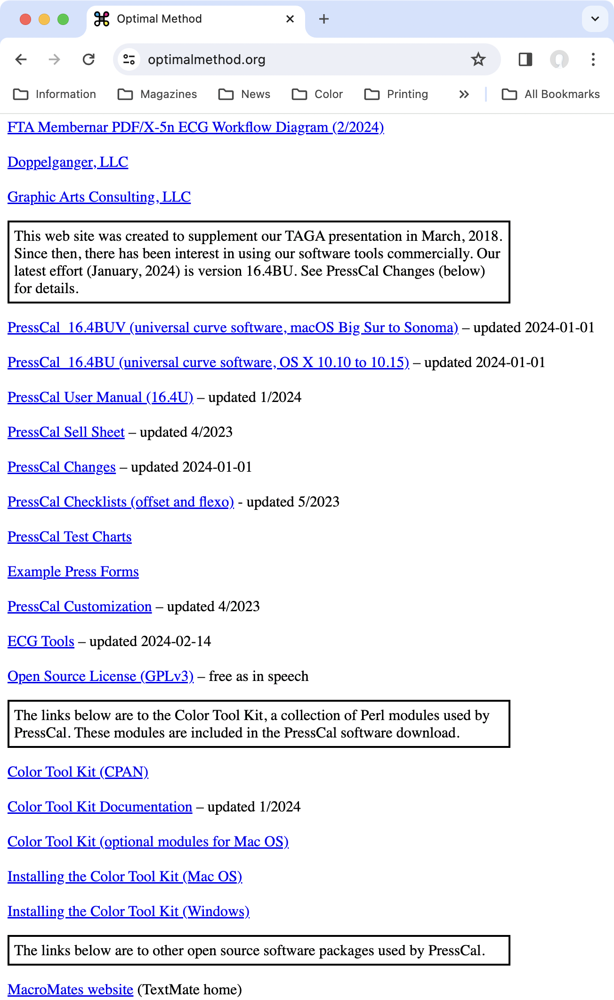 Optimal Method
optimalmethod.org
Information Magazines News Color Printing All Bookmarks
FTA Membernar PDF/X-5n ECG Workflow Diagram (2/2024)
Doppelganger, LLC
Graphic Arts Consulting, LLC
This web site was created to supplement our TAGA presentation in March, 2018.
Since then, there has been interest in using our software tools commercially. Our
latest effort (January, 2024) is version 16.4BU. See PressCal Changes (below)
for details.
PressCal_16.4BUV (universal curve software, macOS Big Sur to Sonoma) – updated 2024-01-01
PressCal_16.4BU (universal curve software, OS X 10.10 to 10.15) – updated 2024-01-01
PressCal User Manual (16.4U) – updated 1/2024
PressCal Sell Sheet – updated 4/2023
PressCal Changes – updated 2024-01-01
PressCal Checklists (offset and flexo) - updated 5/2023
PressCal Test Charts
Example Press Forms
PressCal Customization – updated 4/2023
ECG Tools – updated 2024-02-14
Open Source License (GPLv3) – free as in speech
The links below are to the Color Tool Kit, a collection of Perl modules used by
PressCal. These modules are included in the PressCal software download.
Color Tool Kit (CPAN)
Color Tool Kit Documentation – updated 1/2024
Color Tool Kit (optional modules for Mac OS)
Installing the Color Tool Kit (Mac OS)
Installing the Color Tool Kit (Windows)
The links below are to other open source software packages used by PressCal.
MacroMates website (TextMate home)